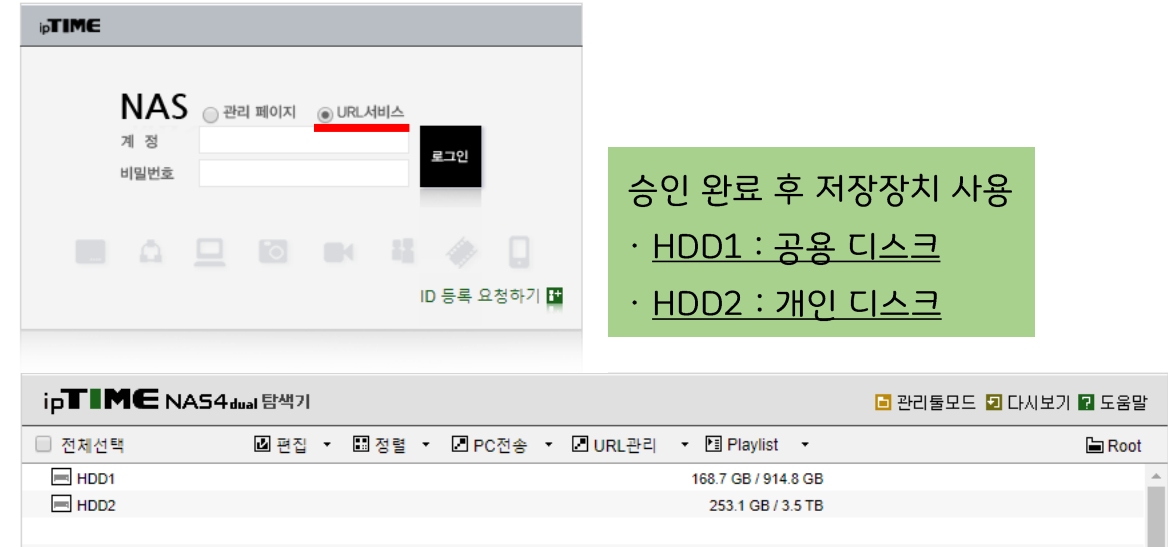 ipTIME
NAS 관리 페이지 URL서비스
계 정
비밀번호
로그인
ID 등록 요청하기
승인 완료 후 저장장치 사용
· HDD1 : 공용 디스크
· HDD2 : 개인 디스크
ipTIME NAS4dual 탐색기 관리툴모드 다시보기 도움말
전체선택 편집 정렬 PC전송 URL관리 Playlist Root
HDD1 168.7 GB / 914.8 GB
HDD2 253.1 GB / 3.5 TB